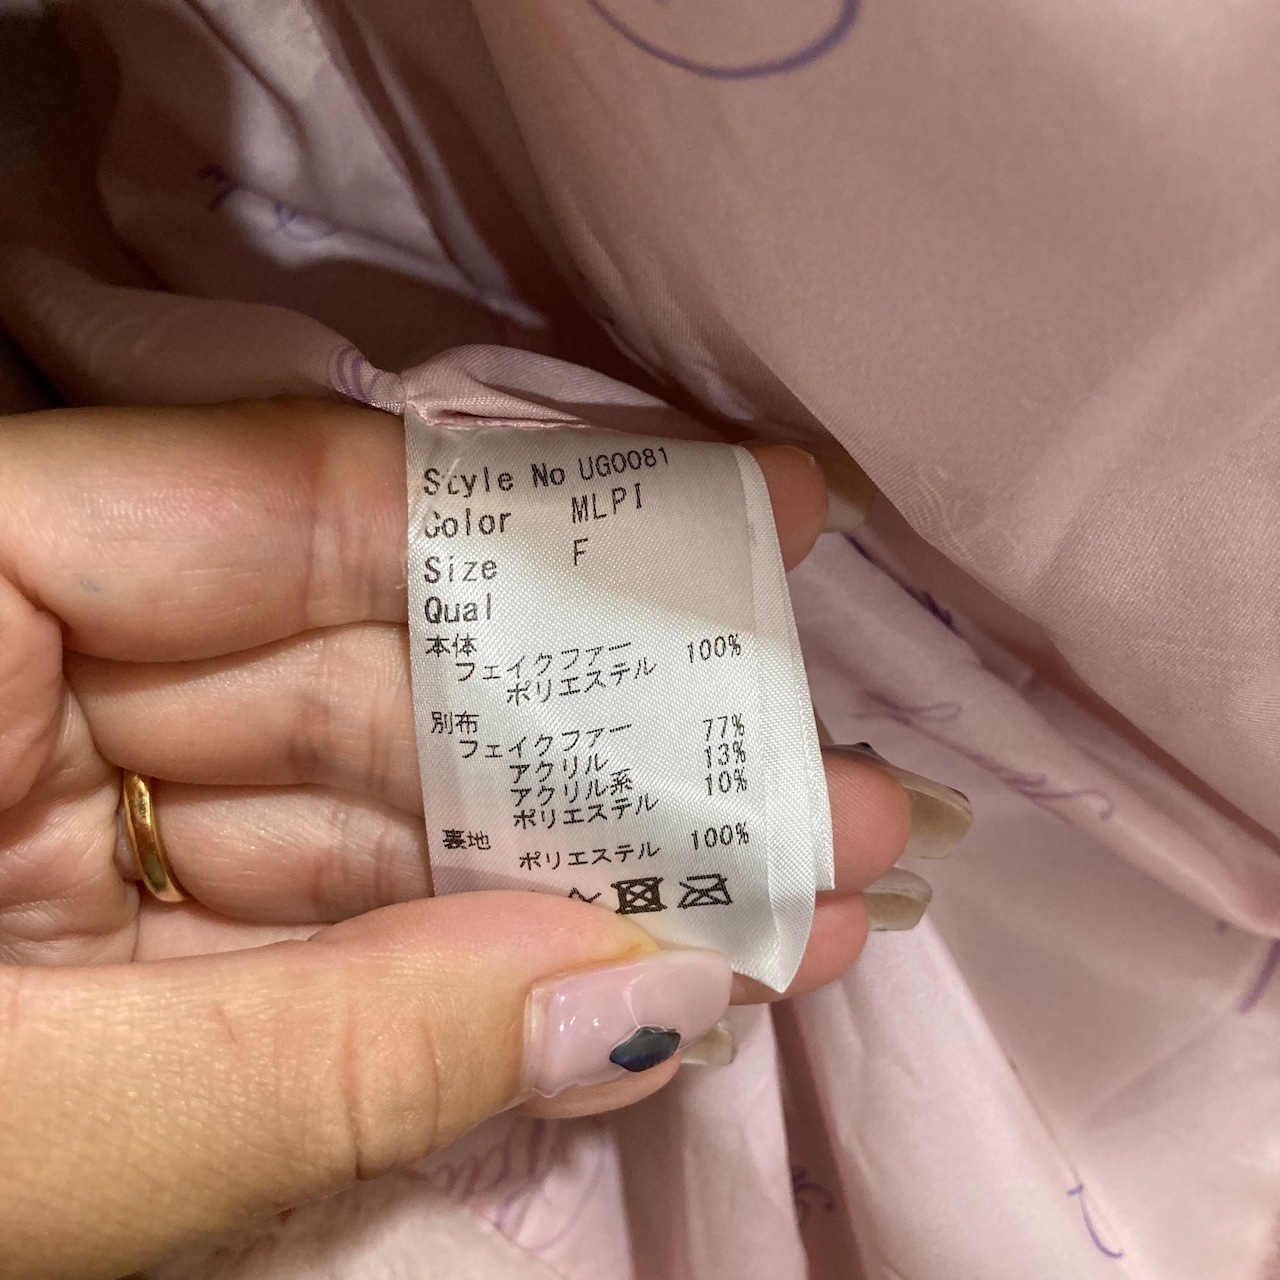 Style No UG0081
Color MLPI
Size F
Qual
本体
フェイクファー 100%
ポリエステル
別布
フェイクファー 77%
アクリル 13%
アクリル系 10%
ポリエステル
裏地
ポリエステル 100%